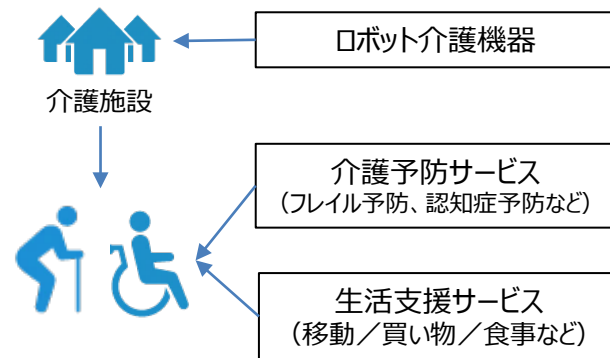 ロボット介護機器
介護施設
介護予防サービス
（フレイル予防、認知症予防など）
生活支援サービス
（移動／買い物／食事など）